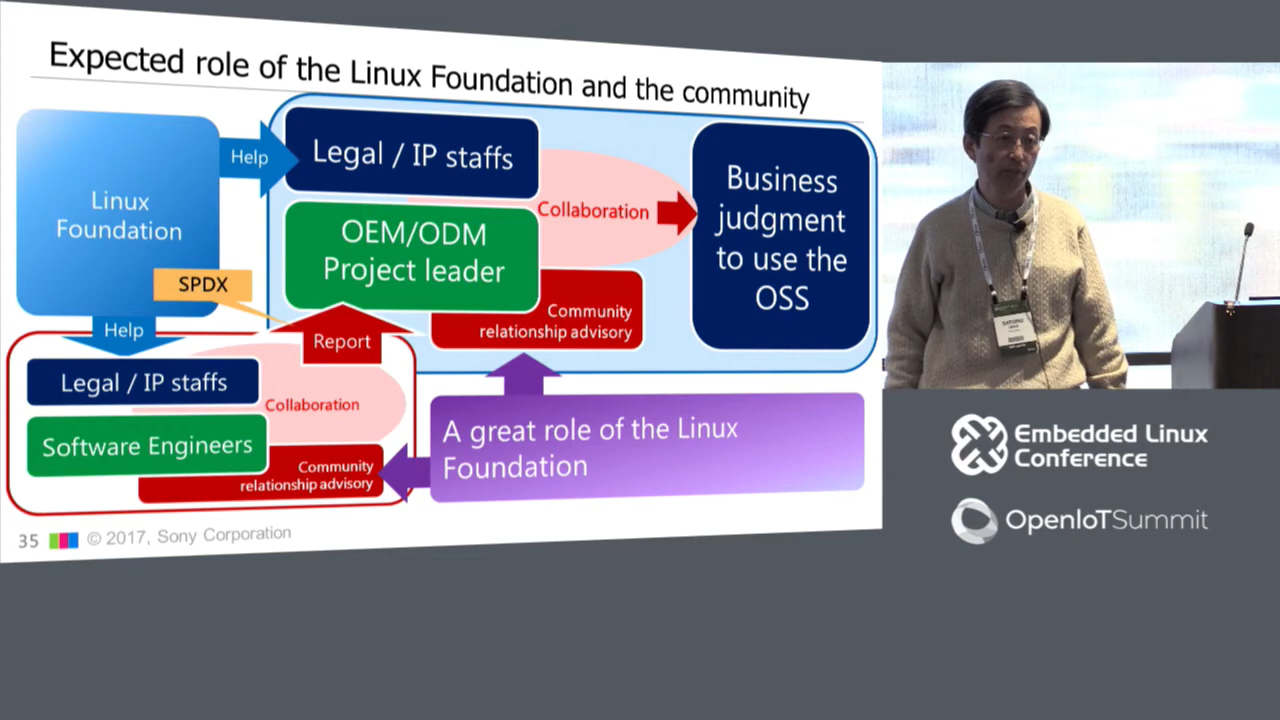 Expected role of the Linux Foundation and the community
Linux
Foundation
Help
Legal / IP staffs
OEM/ODM
Project leader
Collaboration
Business
judgment
to use the
OSS
SPDX
Help
Report
Community
relationship advisory
Legal / IP staffs
Collaboration
Software Engineers
Community
relationship advisory
A great role of the Linux
Foundation
35
© 2017, Sony Corporation
Embedded Linux
Conference
OpenIoTSummit